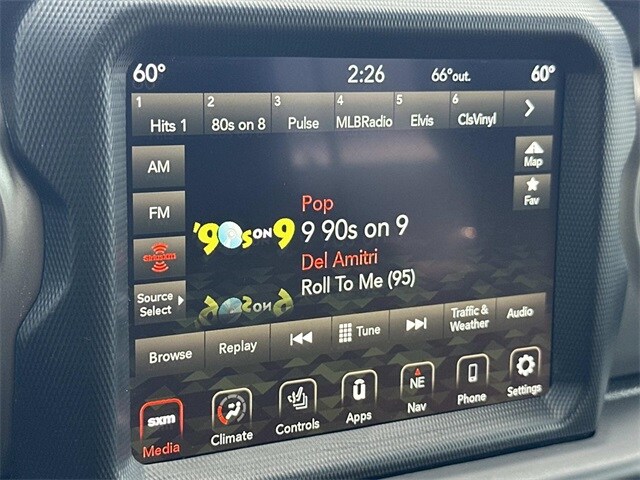 60°
2:26
66°out.
60°
1 Hits 1
2 80s on 8
3 Pulse
4 MLBRadio
5 Elvis
6 ClsVinyl
AM
Map
FM
Fav
Pop
'90s ON 9
9 90s on 9
Del Amitri
Roll To Me (95)
Source
Select
Browse
Replay
Tune
Traffic &
Weather
Audio
sxm
Media
Climate
Controls
Apps
NE
Nav
Phone
Settings